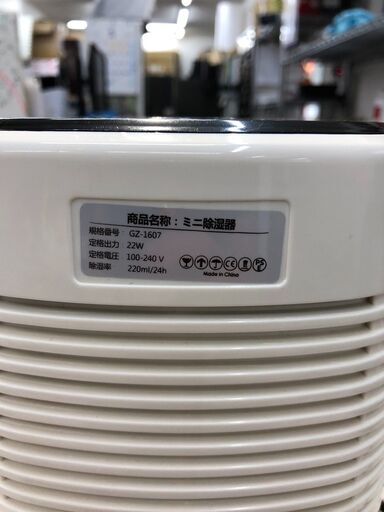 商品名称：ミニ除湿器
規格番号： GZ-1607
定格出力： 22W
定格電圧： 100-240 V
除湿率 220ml/24h
Made in China